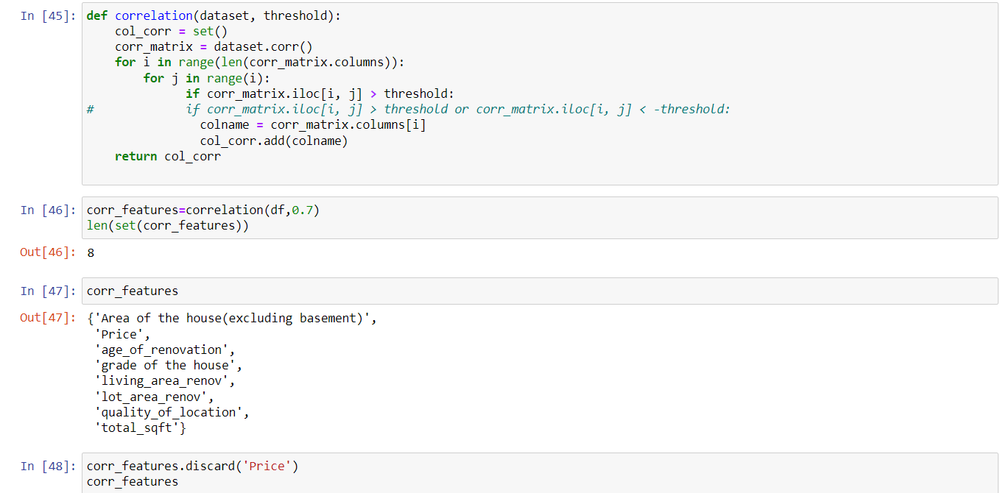 In [45]: def correlation(dataset, threshold):
    col_corr = set()
    corr_matrix = dataset.corr()
    for i in range(len(corr_matrix.columns)):
        for j in range(i):
              if corr_matrix.iloc[i, j] > threshold:
#             if corr_matrix.iloc[i, j] > threshold or corr_matrix.iloc[i, j] < -threshold:
                colname = corr_matrix.columns[i]
                col_corr.add(colname)
    return col_corr
In [46]: corr_features=correlation(df,0.7)
len(set(corr_features))
Out[46]: 8
In [47]: corr_features
Out[47]: {'Area of the house(excluding basement)',
 'Price',
 'age_of_renovation',
 'grade of the house',
 'living_area_renov',
 'lot_area_renov',
 'quality_of_location',
 'total_sqft'}
In [48]: corr_features.discard('Price')
corr_features